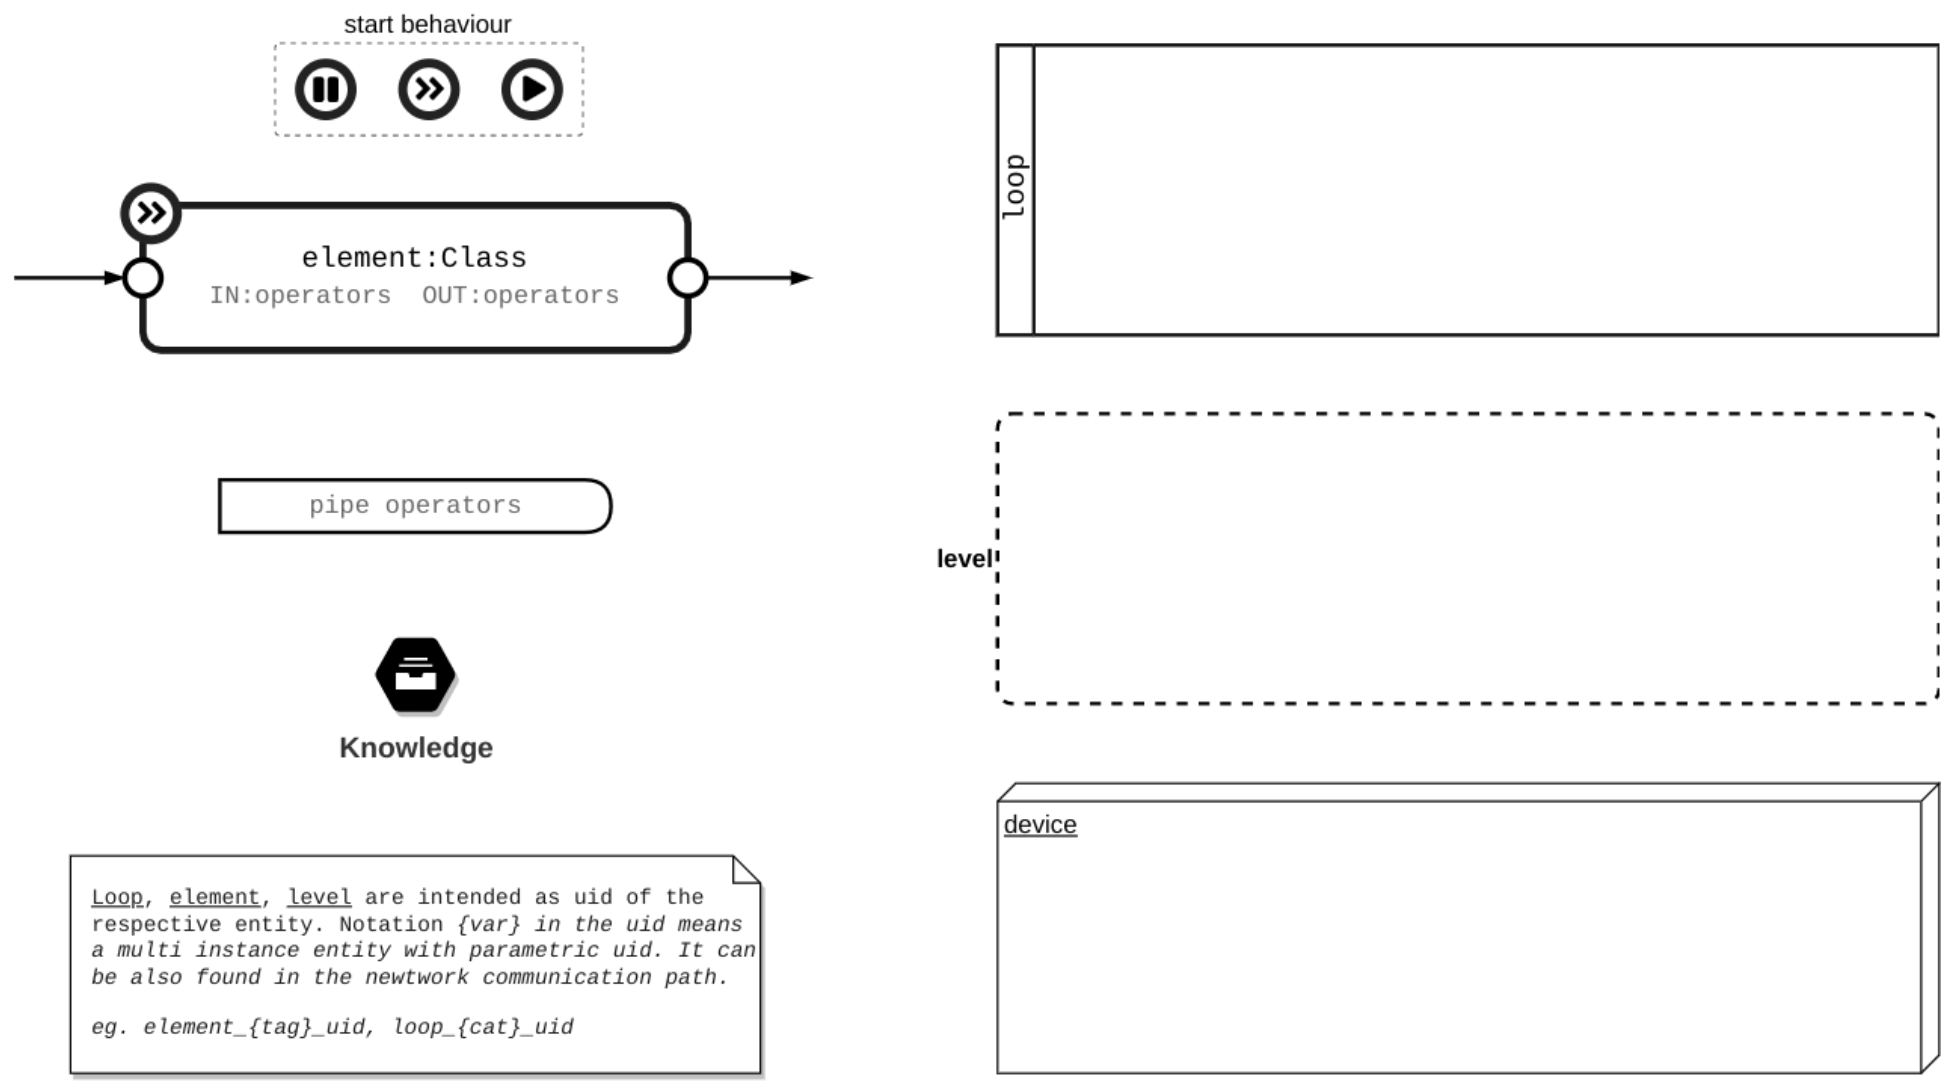 start behaviour
element:Class
IN:operators OUT:operators
pipe operators
Knowledge
Loop, element, level are intended as uid of the
respective entity. Notation {var} in the uid means
a multi instance entity with parametric uid. It can
be also found in the newtwork communication path.
eg. element_{tag}_uid, loop_{cat}_uid
loop
level
device